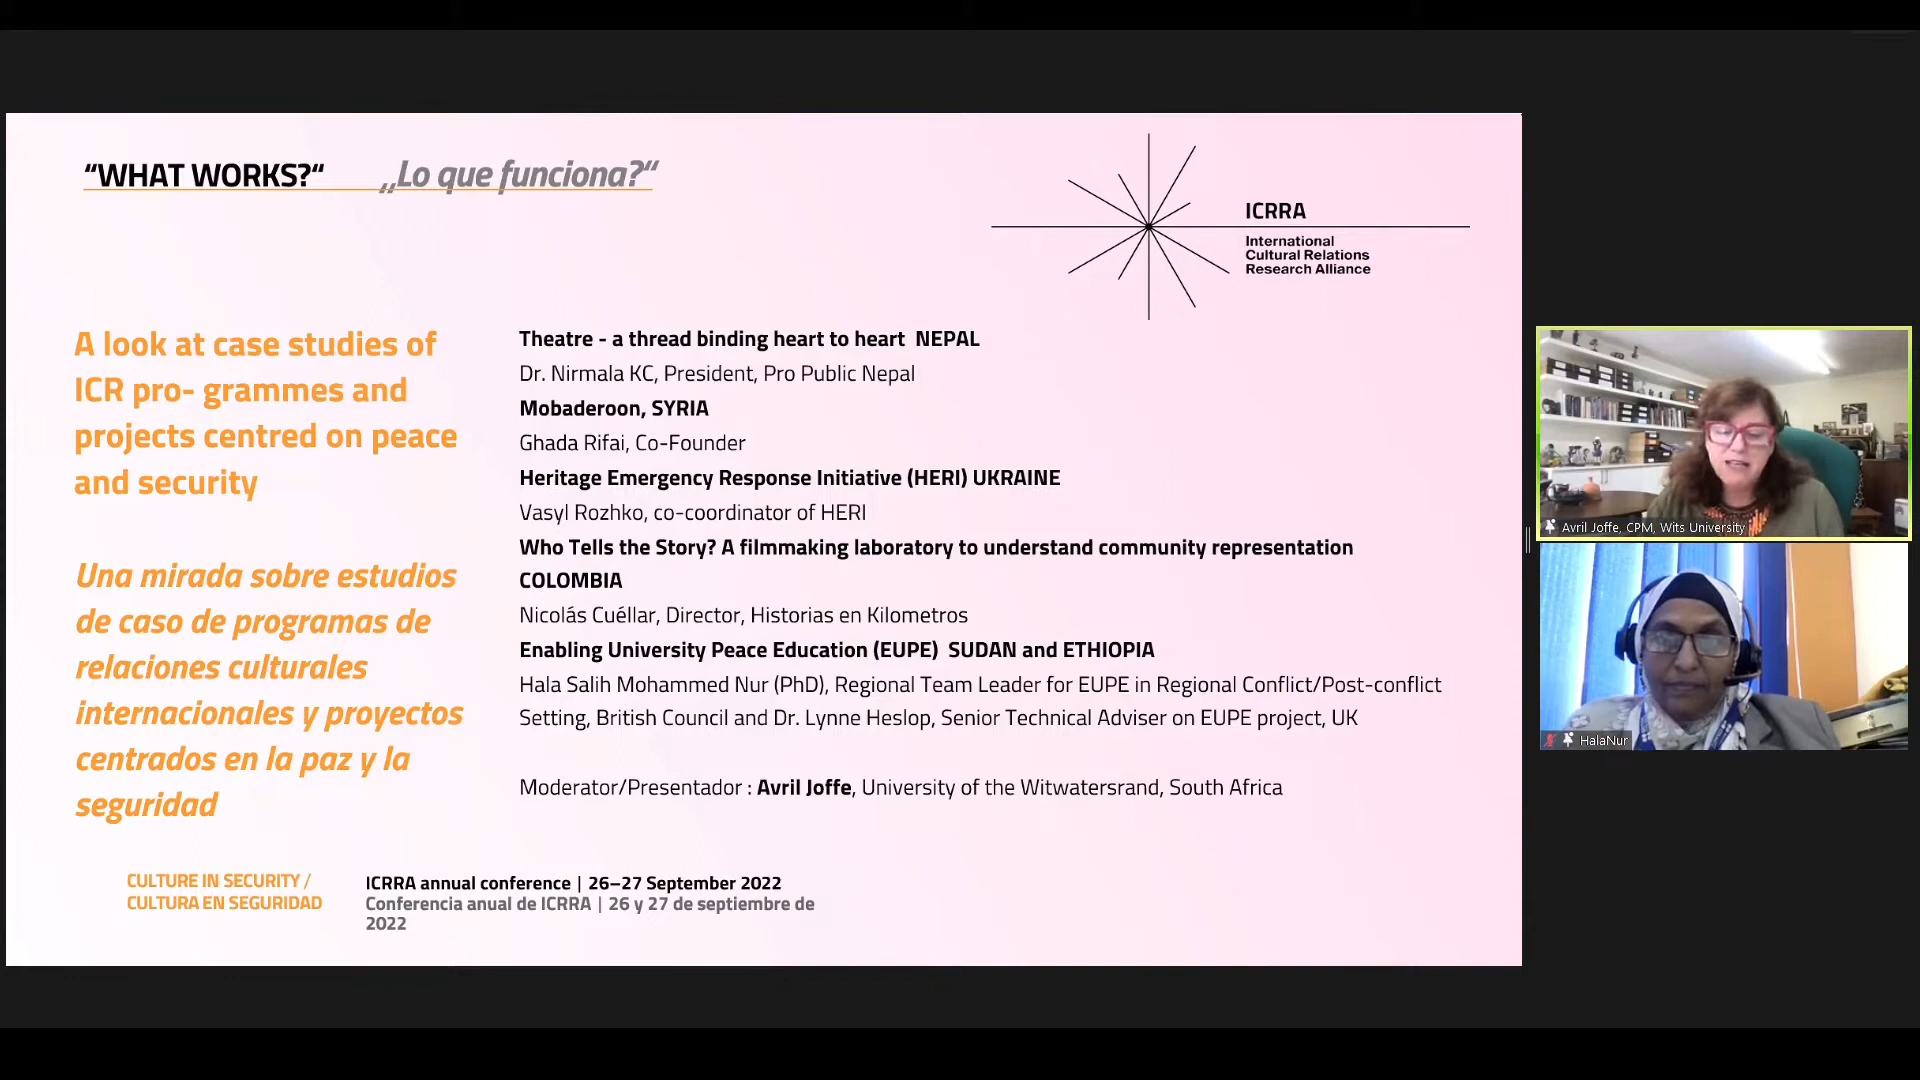 “WHAT WORKS?“ „Lo que funciona?“
ICRRA
International
Cultural Relations
Research Alliance
A look at case studies of
ICR pro- grammes and
projects centred on peace
and security
Una mirada sobre estudios
de caso de programas de
relaciones culturales
internacionales y proyectos
centrados en la paz y la
seguridad
Theatre - a thread binding heart to heart NEPAL
Dr. Nirmala KC, President, Pro Public Nepal
Mobaderoon, SYRIA
Ghada Rifai, Co-Founder
Heritage Emergency Response Initiative (HERI) UKRAINE
Vasyl Rozhko, co-coordinator of HERI
Who Tells the Story? A filmmaking laboratory to understand community representation
COLOMBIA
Nicolás Cuéllar, Director, Historias en Kilometros
Enabling University Peace Education (EUPE) SUDAN and ETHIOPIA
Hala Salih Mohammed Nur (PhD), Regional Team Leader for EUPE in Regional Conflict/Post-conflict
Setting, British Council and Dr. Lynne Heslop, Senior Technical Adviser on EUPE project, UK
Moderator/Presentador : Avril Joffe, University of the Witwatersrand, South Africa
CULTURE IN SECURITY /
CULTURA EN SEGURIDAD
ICRRA annual conference | 26–27 September 2022
Conferencia anual de ICRRA | 26 y 27 de septiembre de
2022
Avril Joffe, CPM, Wits University
HalaNur